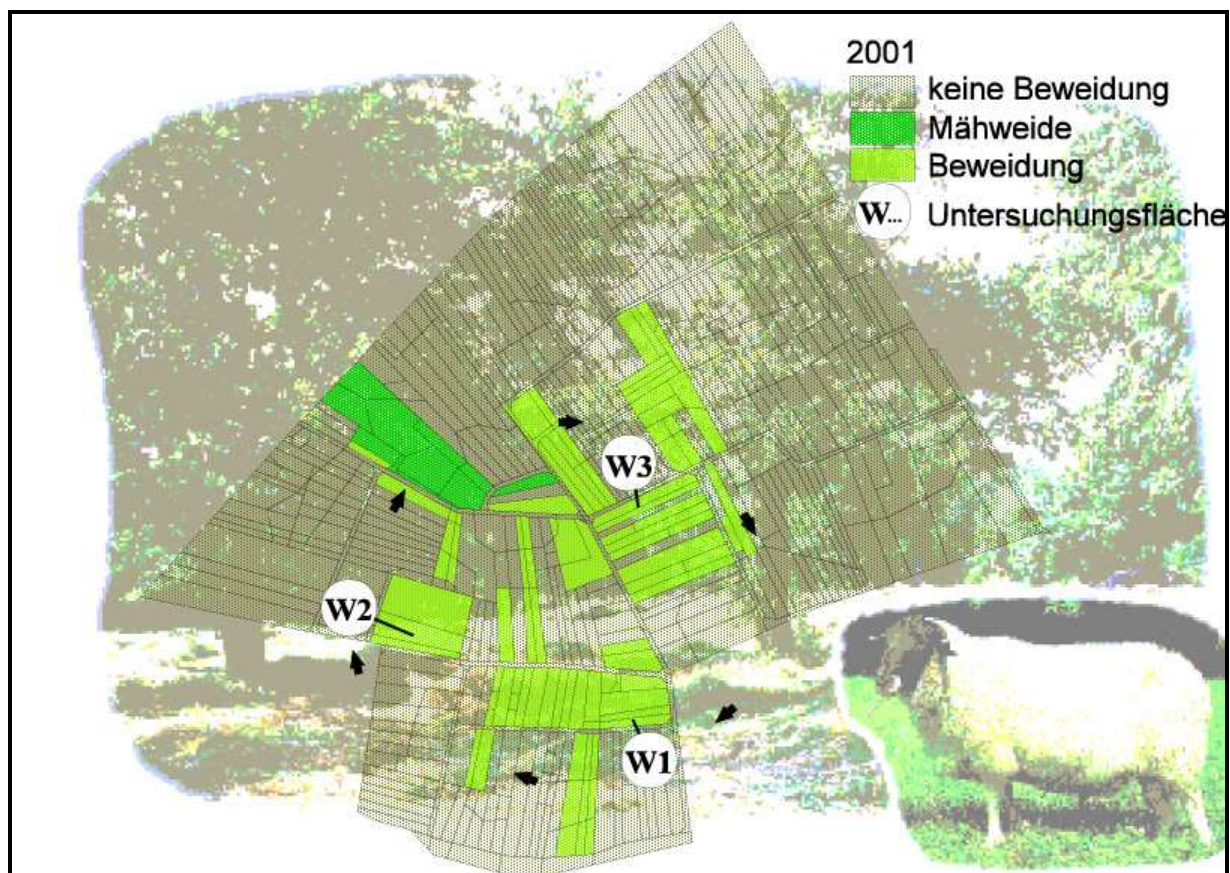 2001
keine Beweidung
Mähweide
Beweidung
W... Untersuchungsfläche
W3
W2
W1